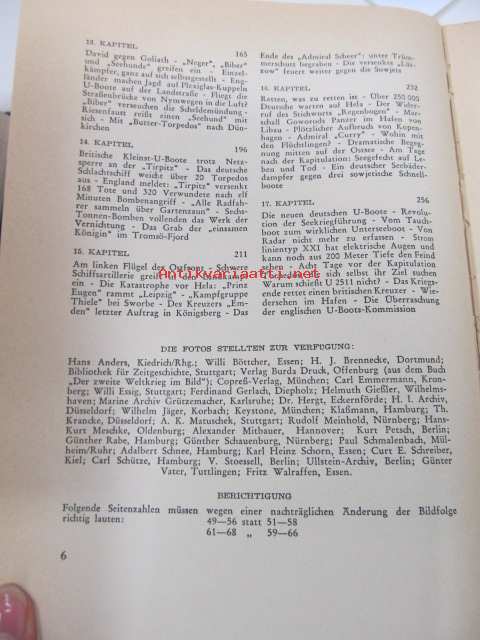 13. KAPITEL
165
David gegen Goliath - „Neger", „Biber"
und „Seehunde" greifen ein - Einzel-
kämpfer, ganz auf sich selbst gestellt - Eng-
länder machen Jagd auf Plexiglas-Kuppeln
U-Boote auf der Landstraße - Fliegt die
Straßenbrücke von Nymwegen in die Luft?
„Biber" versuchen die Scheldemündung -
Riesenfaust reißt einen „Seehund" mit
sich - Mit „Butter-Torpedos" nach Dün-
kirchen
14. KAPITEL
196
Britische Kleinst-U-Boote trotz Netz-
sperre an der „Tirpitz" - Das deutsche
Schlachtschiff weicht über 20 Torpedos
aus - England meldet: „Tirpitz" versenkt
168 Tote und 320 Verwundete nach elf
Minuten Bombenangriff - „Alle Radfah-
rer sammeln über Gartenzaun" - Sechs-
Tonnen-Bomben vollenden das Werk der
Vernichtung - Das Grab der „einsamen
Königin" im Tromsö-Fjord
15. KAPITEL
211
Am linken Flügel der Ostfront - Schwere
Schiffsartillerie greift
ein - Die Katastrophe vor Hela: „Prinz
Eugen" rammt „Leipzig" - „Kampfgruppe
Thiele" bei Sworbe - Des Kreuzers „Em-
den" letzter Auftrag in Königsberg - Das
Ende des „Admiral Scheer": unter Trüm-
merschutt begraben - Die versenkte „Lüt-
zow" feuert weiter gegen die Sowjets
16. KAPITEL
232
Retten, was zu retten ist - Über 250 000
Deutsche warten auf Hela - Der Wider-
ruf des Stichworts „Regenbogen" - Mar-
schall Goworods Panzer im Hafen von
Libau - Plötzlicher Aufbruch von Kopen-
hagen - Admiral „Curry" - Wohin mit
den Flüchtlingen? - Dramatische Begeg-
nung mitten auf der Ostsee - Am Tage
nach der Kapitulation: Seegefecht auf Le-
ben und Tod - Ein deutscher Seebäder-
dampfer gegen drei sowjetische Schnell-
boote
17. KAPITEL
256
Die neuen deutschen U-Boote - Revolu-
tion der Seekriegführung - Vom Tauch-
boot zum wirklichen Unterseeboot - Von
Radar nicht mehr zu erfassen - Strom
linientyp XXI hat elektrische Augen und
kann noch aus 200 Meter Tiefe den Feind
sehen - Acht Tage vor der Kapitulation
sich selbst ihr Ziel suchen
Warum schießt U 2511 nicht? - Das Kriegs-
ende rettet einen britischen Kreuzer - Wie-
dersehen im Hafen - Die Überraschung
der englischen U-Boots-Kommission
DIE FOTOS STELLTEN ZUR VERFÜGUNG:
Hans Anders, Kiedrich/Rhg.; Willi Böttcher, Essen; H. J. Brennecke, Dortmund;
Bibliothek für Zeitgeschichte, Stuttgart; Verlag Burda Druck, Offenburg (aus dem Buch
„Der zweite Weltkrieg im Bild"); Copreß-Verlag, München; Carl Emmermann, Kron-
berg; Willi Essig, Stuttgart; Ferdinand Gerlach, Diepholz; Helmuth Gießler, Wilhelms-
haven; Marine Archiv Grützemacher, Karlsruhe; Dr. Hergt, Eckernförde; H. I. Archiv,
Düsseldorf; Wilhelm Jäger, Korbach; Keystone, München; Klaßmann, Hamburg; Th.
Krancke, Düsseldorf; A. K. Matuschek, Stuttgart; Rudolf Meinhold, Nürnberg; Hans-
Kurt Meschke, Oldenburg; Alexander Mitbauer, Hannover; Kurt Petsch, Berlin;
Günther Rabe, Hamburg; Günther Schauenburg, Nürnberg; Paul Schmalenbach, Mül-
heim/Ruhr; Adalbert Schnee, Hamburg; Karl Heinz Schorn, Essen; Curt E. Schreiber,
Kiel; Carl Schütze, Hamburg; V. Stoessell, Berlin; Ullstein-Archiv, Berlin; Günter
Vater, Tuttlingen; Fritz Walraffen, Essen.
BERICHTIGUNG
Folgende Seitenzahlen müssen wegen einer nachträglichen Änderung der Bildfolge
richtig lauten: 49—56 statt 51—58
61—68 „ 59—66
6